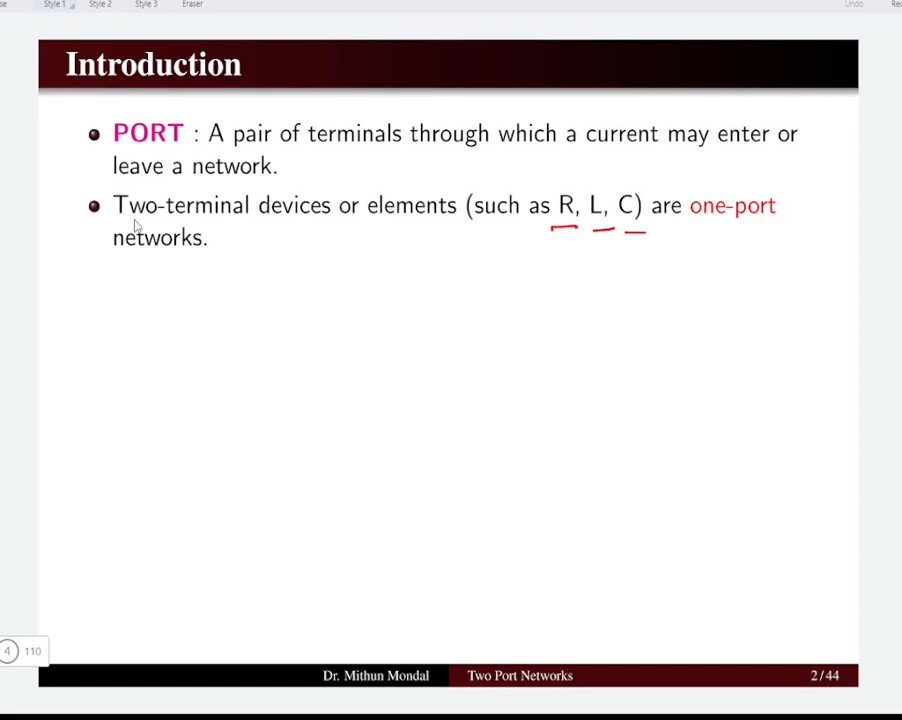 Style 1 Style 2 Style 3 Eraser Undo
Introduction
PORT : A pair of terminals through which a current may enter or
leave a network.
Two-terminal devices or elements (such as R, L, C) are one-port
networks.
4 110
Dr. Mithun Mondal Two Port Networks 2/44